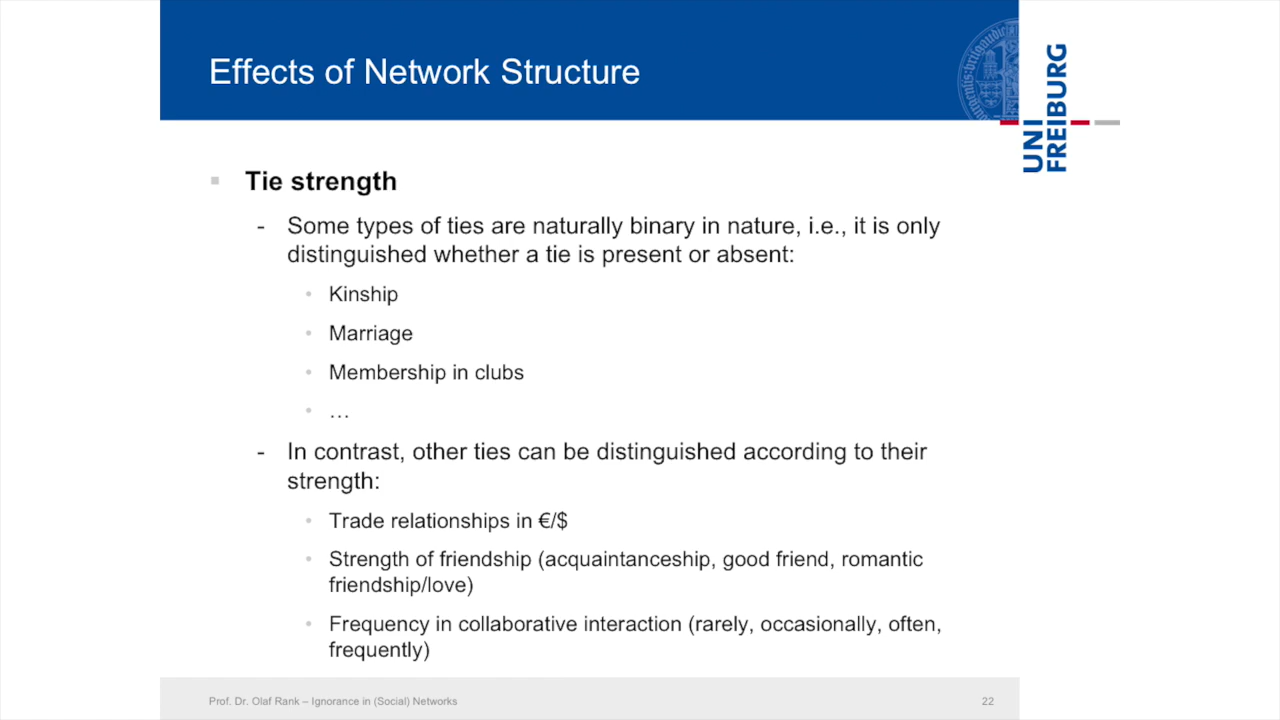 Effects of Network Structure
UNI
FREIBURG
Tie strength
- Some types of ties are naturally binary in nature, i.e., it is only
distinguished whether a tie is present or absent:
• Kinship
• Marriage
• Membership in clubs
• …
- In contrast, other ties can be distinguished according to their
strength:
• Trade relationships in €/$
• Strength of friendship (acquaintanceship, good friend, romantic
friendship/love)
• Frequency in collaborative interaction (rarely, occasionally, often,
frequently)
Prof. Dr. Olaf Rank – Ignorance in (Social) Networks
22